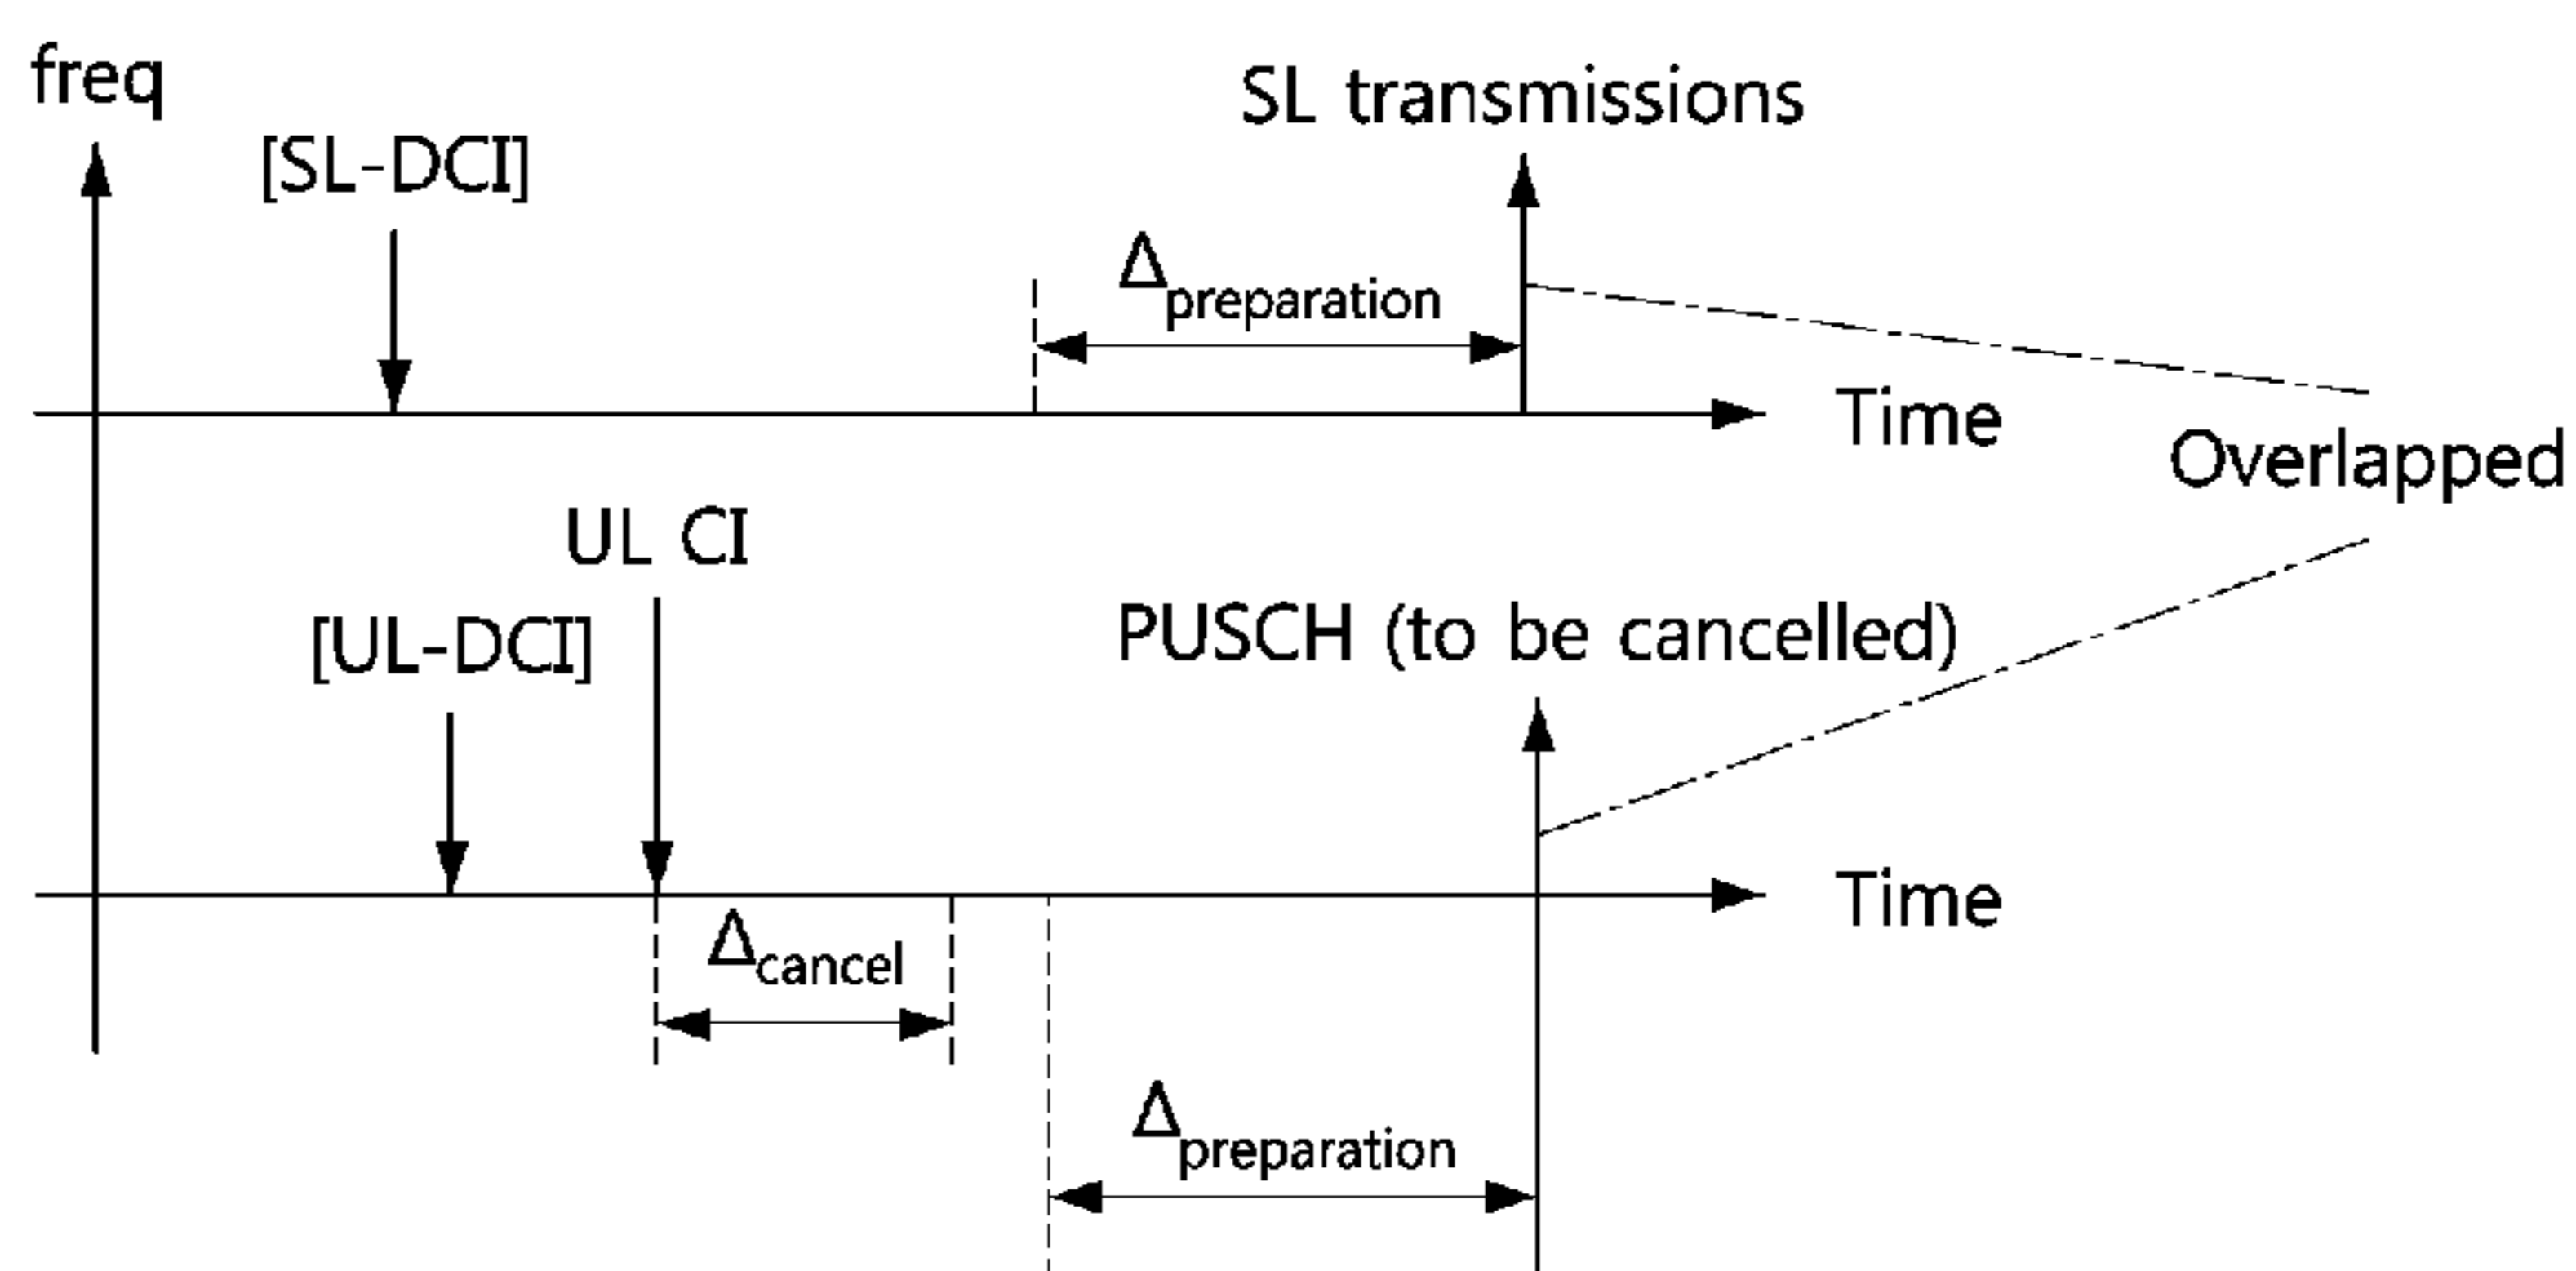 freq
SL transmissions
[SL-DCI]
Δpreparation
Time
Overlapped
UL CI
[UL-DCI]
PUSCH (to be cancelled)
Time
Δcancel
Δpreparation